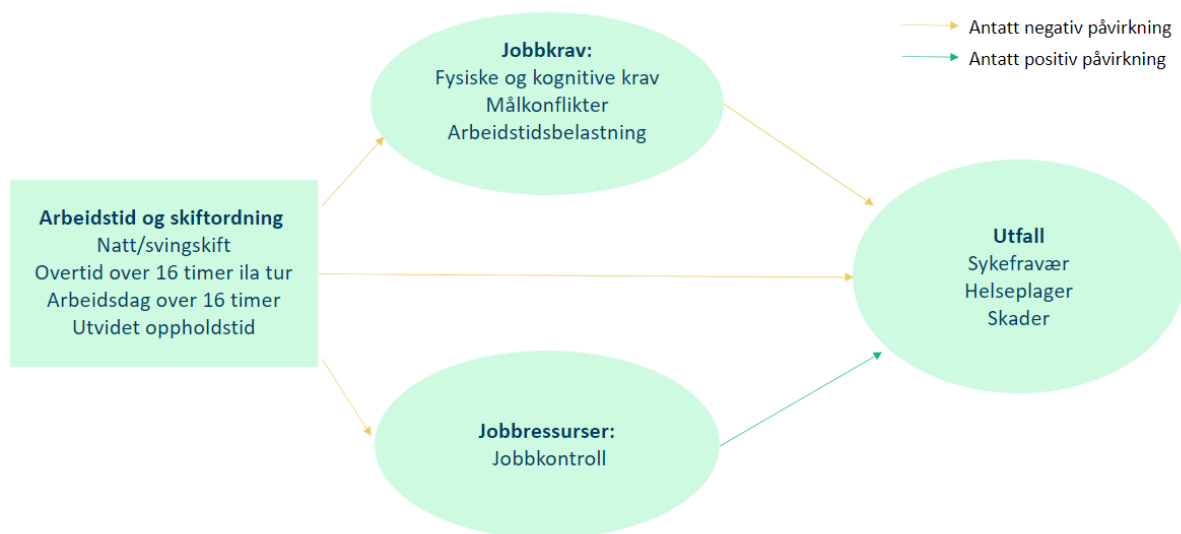 Antatt negativ påvirkning
Antatt positiv påvirkning
Jobbkrav:
Fysiske og kognitive krav
Målkonflikter
Arbeidstidsbelastning
Arbeidstid og skiftordning
Natt/svingskift
Overtid over 16 timer ila tur
Arbeidsdag over 16 timer
Utvidet oppholdstid
Utfall
Sykefravær
Helseplager
Skader
Jobbressurser:
Jobbkontroll